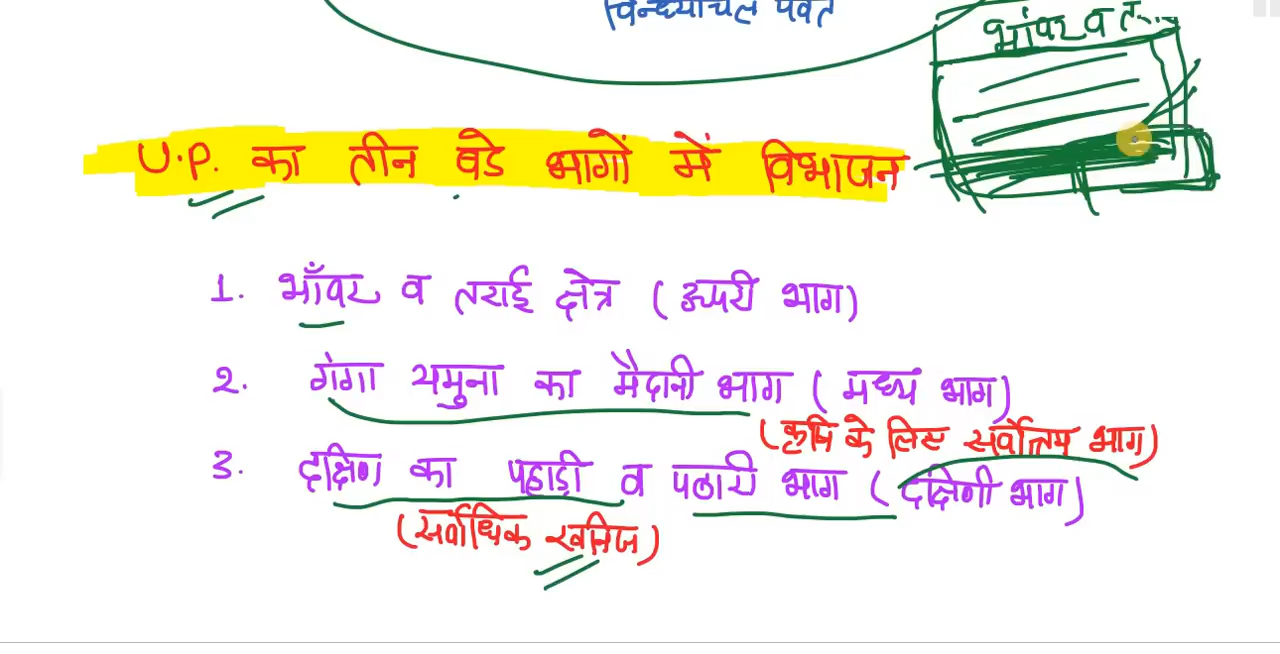 विन्ध्याचल पर्वत
भांवर व त...
U.P. का तीन बडे भागों में विभाजन
1. भाँवर व तराई क्षेत्र (ऊपरी भाग)
2. गंगा यमुना का मैदानी भाग (मध्य भाग)
(कृषि के लिए सर्वोत्तम भाग)
3. दक्षिण का पहाड़ी व पठारी भाग (दक्षिणी भाग)
(सर्वाधिक खनिज)